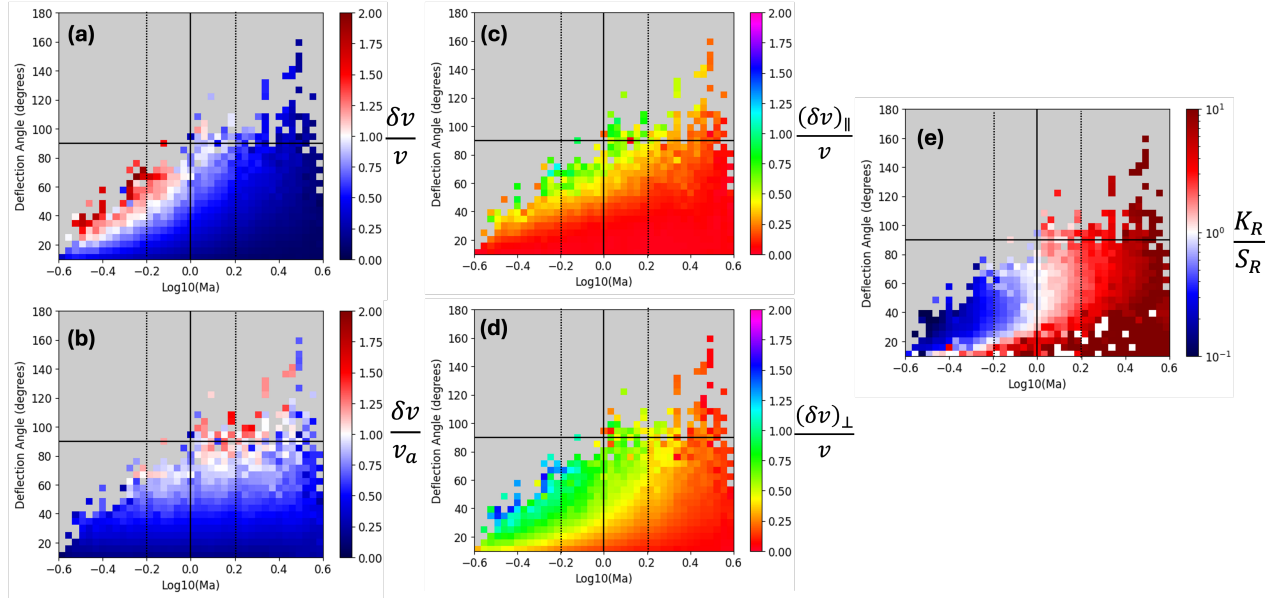 (a)
Deflection Angle (degrees)
180
160
140
120
100
80
60
40
20
−0.6 −0.4 −0.2 0.0 0.2 0.4 0.6
Log10(Ma)
2.00
1.75
1.50
1.25
1.00
0.75
0.50
0.25
0.00
δv
v
(b)
Deflection Angle (degrees)
180
160
140
120
100
80
60
40
20
−0.6 −0.4 −0.2 0.0 0.2 0.4 0.6
Log10(Ma)
2.00
1.75
1.50
1.25
1.00
0.75
0.50
0.25
0.00
δv
v_a
(c)
Deflection Angle (degrees)
180
160
140
120
100
80
60
40
20
−0.6 −0.4 −0.2 0.0 0.2 0.4 0.6
Log10(Ma)
2.00
1.75
1.50
1.25
1.00
0.75
0.50
0.25
0.00
(δv)∥
v
(d)
Deflection Angle (degrees)
180
160
140
120
100
80
60
40
20
−0.6 −0.4 −0.2 0.0 0.2 0.4 0.6
Log10(Ma)
2.00
1.75
1.50
1.25
1.00
0.75
0.50
0.25
0.00
(δv)⊥
v
(e)
Deflection Angle (degrees)
180
160
140
120
100
80
60
40
20
−0.6 −0.4 −0.2 0.0 0.2 0.4 0.6
Log10(Ma)
10¹
10⁰
10⁻¹
K_R
S_R